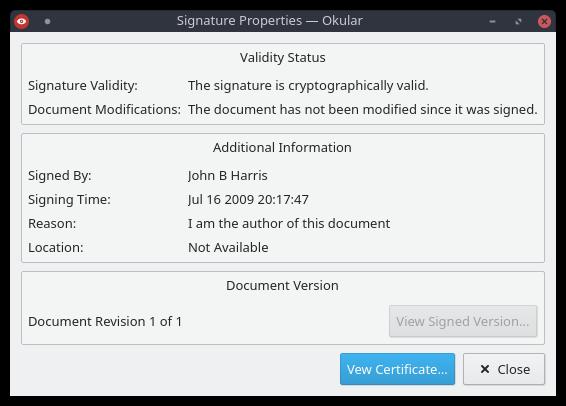 Signature Properties — Okular
Validity Status
Signature Validity: The signature is cryptographically valid.
Document Modifications: The document has not been modified since it was signed.
Additional Information
Signed By: John B Harris
Signing Time: Jul 16 2009 20:17:47
Reason: I am the author of this document
Location: Not Available
Document Version
Document Revision 1 of 1 View Signed Version...
Vew Certificate... Close